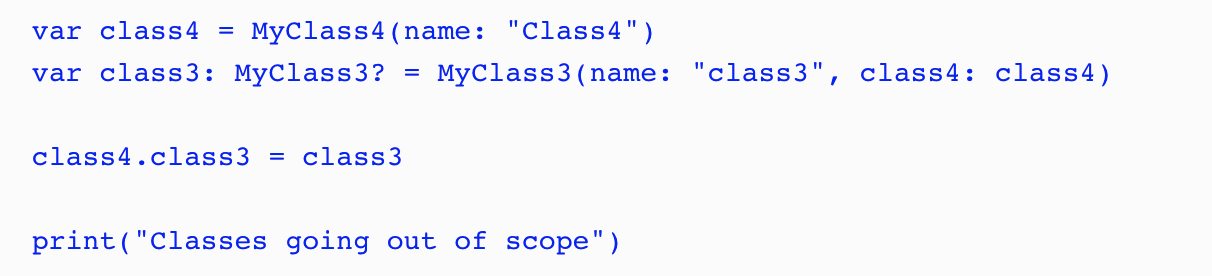 var class4 = MyClass4(name: "Class4")
var class3: MyClass3? = MyClass3(name: "class3", class4: class4)
class4.class3 = class3
print("Classes going out of scope")